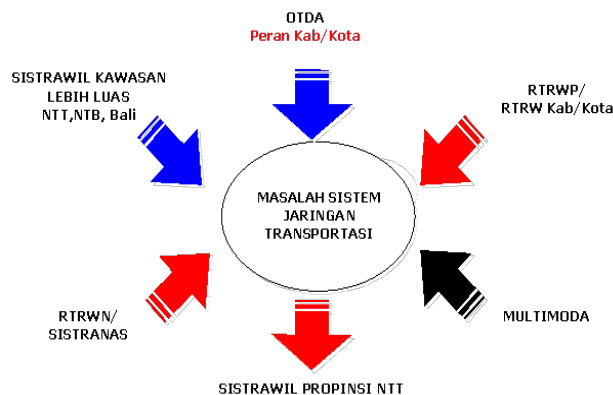 OTDA
Peran Kab/Kota
SISTRAWIL KAWASAN
LEBIH LUAS
NTT,NTB, Bali
RTRWP/
RTRW Kab/Kota
MASALAH SISTEM
JARINGAN
TRANSPORTASI
RTRWN/
SISTRANAS
MULTIMODA
SISTRAWIL PROPINSI NTT